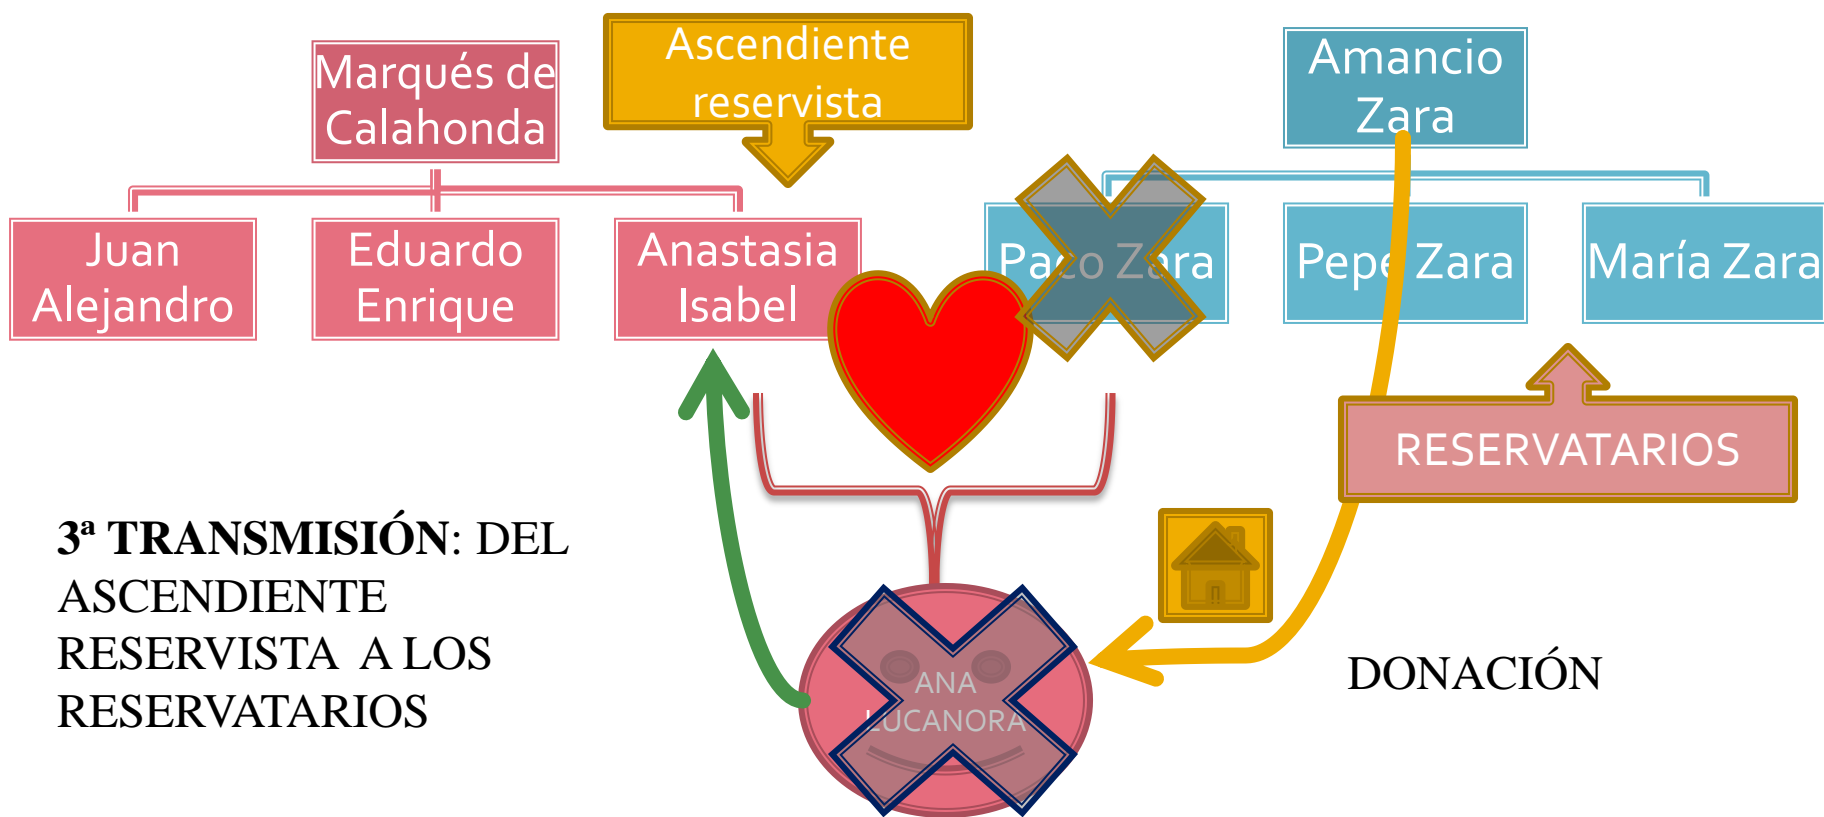 Marqués de
Calahonda
Ascendiente
reservista
Amancio
Zara
Juan
Alejandro
Eduardo
Enrique
Anastasia
Isabel
Paco Zara
Pepe Zara
María Zara
RESERVATARIOS
3ª TRANSMISIÓN: DEL
ASCENDIENTE
RESERVISTA A LOS
RESERVATARIOS
DONACIÓN
ANA
LUCANORA